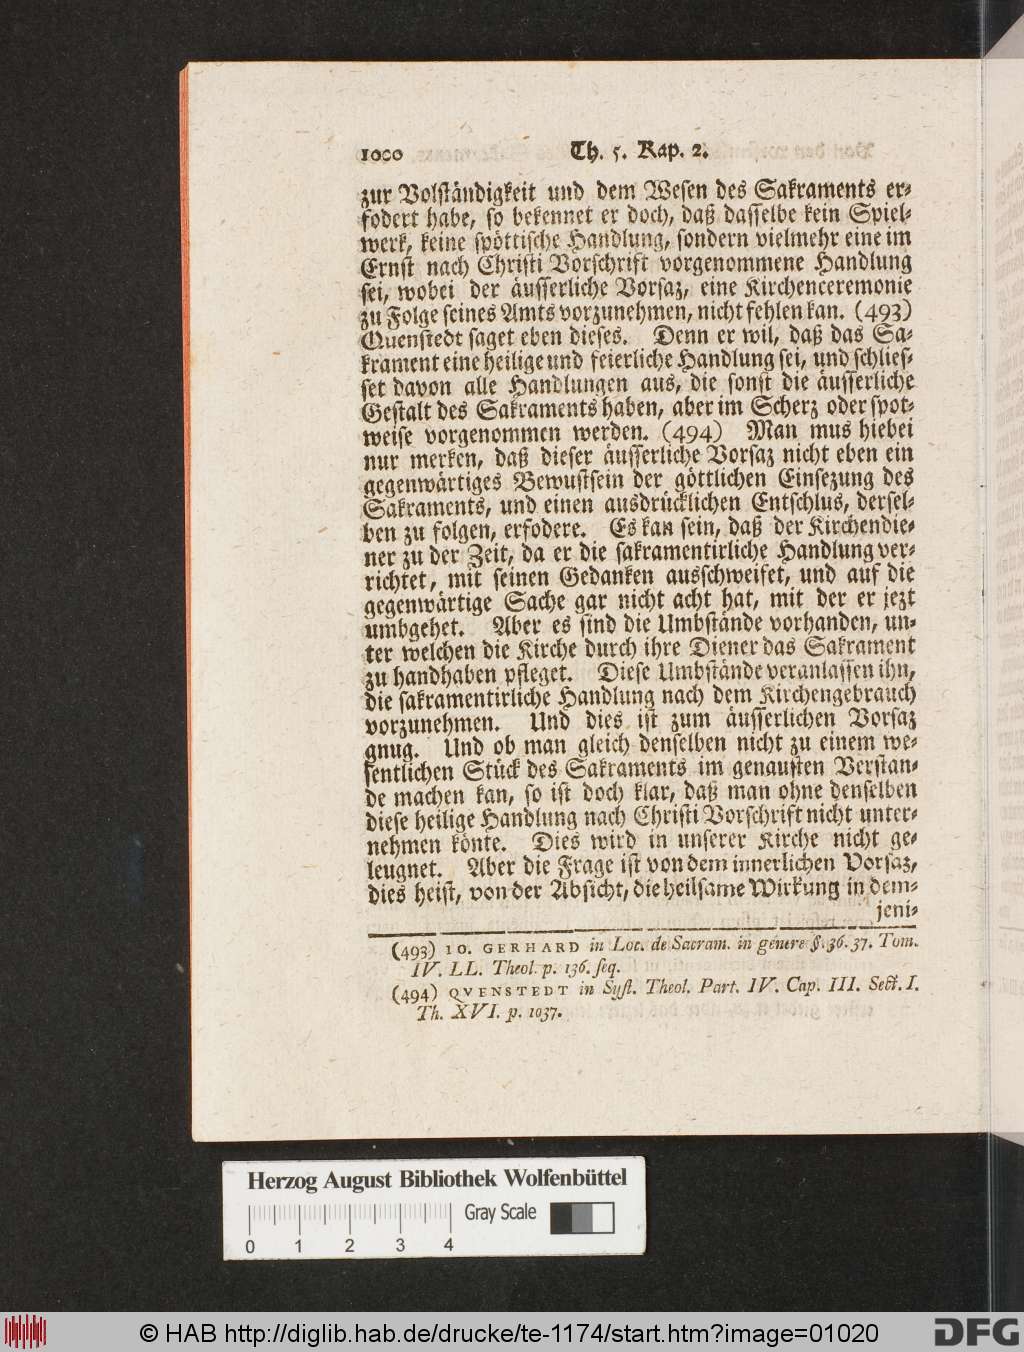 1000 Th. 5. Kap. 2.
zur Volständigkeit und dem Wesen des Sakraments er-
fodert habe, so bekennet er doch, daß dasselbe kein Spiel-
werk, keine spöttische Handlung, sondern vielmehr eine im
Ernst nach Christi Vorschrift vorgenommene Handlung
sei, wobei der äusserliche Vorsaz, eine Kirchenceremonie
zu Folge seines Amts vorzunehmen, nicht fehlen kan. (493)
Quenstedt saget eben dieses. Denn er wil, daß das Sa-
krament eine heilige und feierliche Handlung sei, und schlies-
set davon alle Handlungen aus, die sonst die äusserliche
Gestalt des Sakraments haben, aber im Scherz oder spot-
weise vorgenommen werden. (494) Man mus hiebei
nur merken, daß dieser äusserliche Vorsaz nicht eben ein
gegenwärtiges Bewustsein der göttlichen Einsezung des
Sakraments, und einen ausdrücklichen Entschlus, dersel-
ben zu folgen, erfodere. Es kan sein, daß der Kirchendie-
ner zu der Zeit, da er die sakramentirliche Handlung ver-
richtet, mit seinen Gedanken ausschweifet, und auf die
gegenwärtige Sache gar nicht acht hat, mit der er jezt
umbgehet. Aber es sind die Umbstände vorhanden, un-
ter welchen die Kirche durch ihre Diener das Sakrament
zu handhaben pfleget. Diese Umbstände veranlassen ihn,
die sakramentirliche Handlung nach dem Kirchengebrauch
vorzunehmen. Und dies ist zum äusserlichen Vorsaz
gnug. Und ob man gleich denselben nicht zu einem we-
sentlichen Stück des Sakraments im genausten Verstan-
de machen kan, so ist doch klar, daß man ohne denselben
diese heilige Handlung nach Christi Vorschrift nicht unter-
nehmen könte. Dies wird in unserer Kirche nicht ge-
leugnet. Aber die Frage ist von dem innerlichen Vorsaz,
dies heist, von der Absicht, die heilsame Wirkung in dem-
jeni-
(493) IO. GERHARD in Loc. de Sacram. in genere §. 36. 37. Tom.
IV. LL. Theol. p. 136. seq.
(494) QVENSTEDT in Syst. Theol. Part. IV. Cap. III. Sect. I.
Th. XVI. p. 1037.
Herzog August Bibliothek Wolfenbüttel
Gray Scale
0 1 2 3 4
© HAB http://diglib.hab.de/drucke/te-1174/start.htm?image=01020
DFG